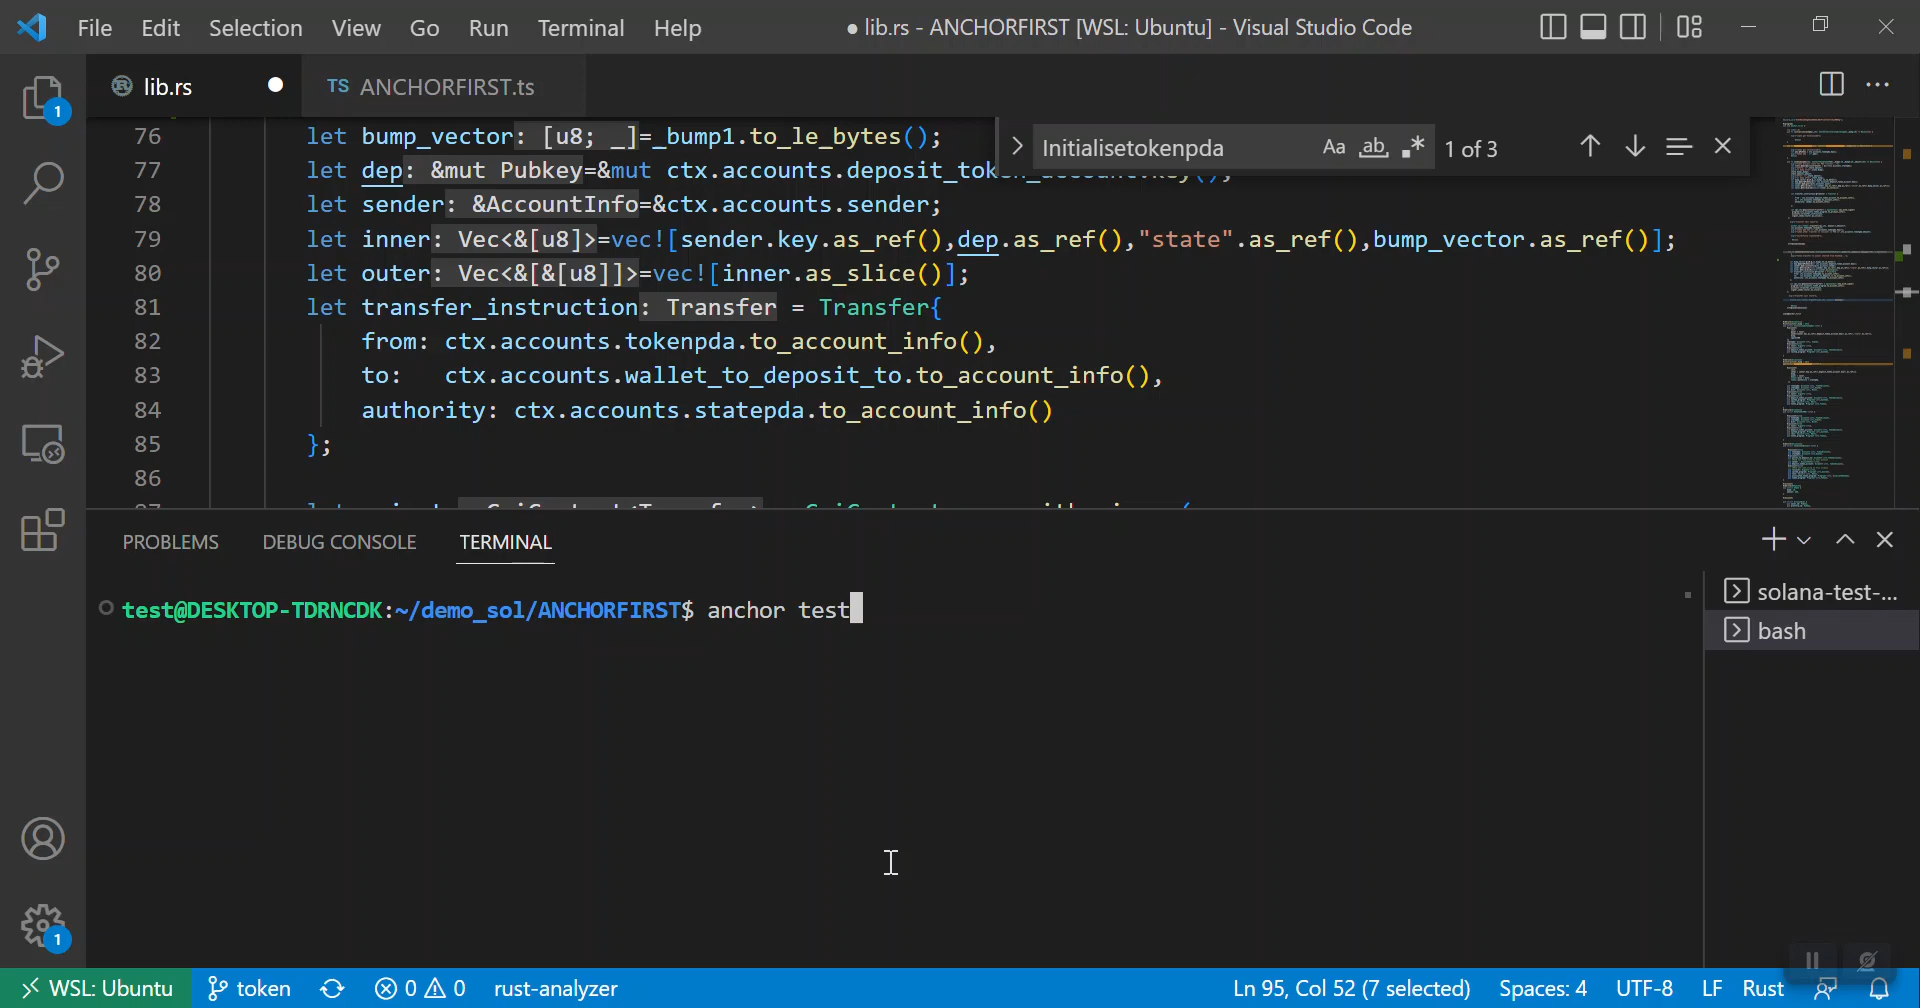 File Edit Selection View Go Run Terminal Help
● lib.rs - ANCHORFIRST [WSL: Ubuntu] - Visual Studio Code
lib.rs
TS ANCHORFIRST.ts
Initialisetokenpda Aa ab .* 1 of 3
76 let bump_vector: [u8; _]=_bump1.to_le_bytes();
77 let dep: &mut Pubkey=&mut ctx.accounts.deposit_token_account.key();
78 let sender: &AccountInfo=&ctx.accounts.sender;
79 let inner: Vec<&[u8]>=vec![sender.key.as_ref(),dep.as_ref(),"state".as_ref(),bump_vector.as_ref()];
80 let outer: Vec<&[&[u8]]>=vec![inner.as_slice()];
81 let transfer_instruction: Transfer = Transfer{
82 from: ctx.accounts.tokenpda.to_account_info(),
83 to: ctx.accounts.wallet_to_deposit_to.to_account_info(),
84 authority: ctx.accounts.statepda.to_account_info()
85 };
86
PROBLEMS DEBUG CONSOLE TERMINAL
test@DESKTOP-TDRNCDK:~/demo_sol/ANCHORFIRST$ anchor test
solana-test-...
bash
1
1
WSL: Ubuntu token 0 0 rust-analyzer
Ln 95, Col 52 (7 selected) Spaces: 4 UTF-8 LF Rust